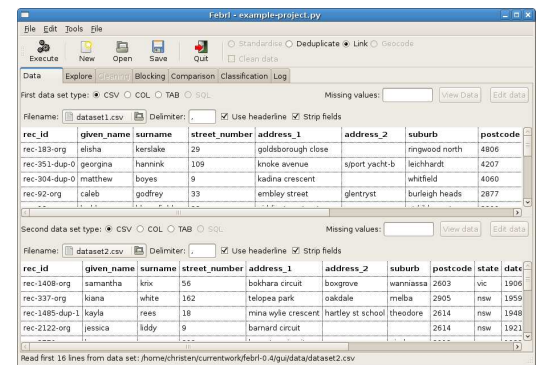 Febrl - example-project.py
File Edit Tools File
Execute New Open Save Quit Standardise Deduplicate Link Geocode
Clean data
Data Explore Cleaning Blocking Comparison Classification Log
First data set type: CSV COL TAB SQL Missing values: View Data Edit data
Filename: dataset1.csv Delimiter: , Use headerline Strip fields
rec_id given_name surname street_number address_1 address_2 suburb postcode
rec-183-org elisha kerslake 29 goldsborough close ringwood north 4806
rec-351-dup-0 georgina hannink 109 knoke avenue s/port yacht-b leichhardt 4207
rec-304-dup-0 matthew boyes 9 kadina crescent whitfield 4060
rec-92-org caleb godfrey 33 embley street glentryst burleigh heads 2877
Second data set type: CSV COL TAB SQL Missing values: View data Edit data
Filename: dataset2.csv Delimiter: , Use headerline Strip fields
rec_id given_name surname street_number address_1 address_2 suburb postcode state date
rec-1408-org samantha krix 56 bokhara circuit boxgrove wanniassa 2603 vic 1906
rec-337-org kiana white 162 telopea park oakdale melba 2905 nsw 1959
rec-1485-dup-1 kayla rees 18 mina wylie crescent hartley st school theodore 2614 nsw 1948
rec-2122-org jessica liddy 9 barnard circuit 2614 nsw 1921
Read first 16 lines from data set: /home/christen/currentwork/febrl-0.4/gui/data/dataset2.csv